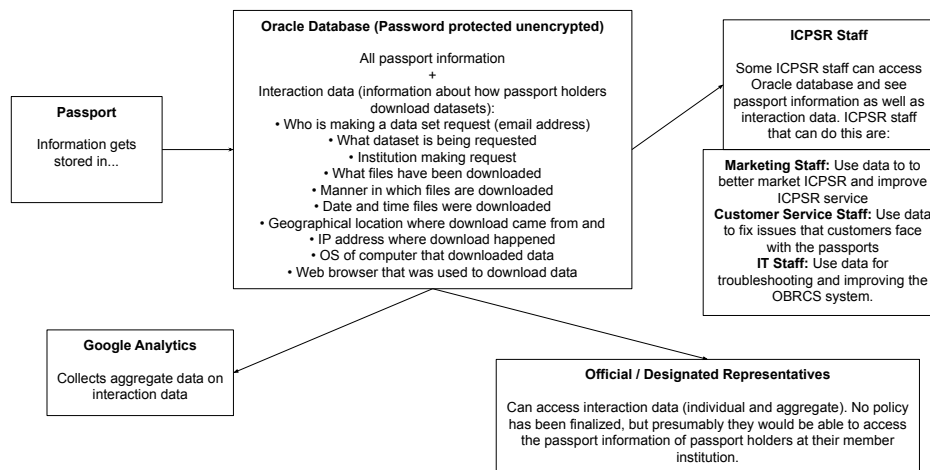 Passport
Information gets
stored in...
Oracle Database (Password protected unencrypted)
All passport information
+
Interaction data (information about how passport holders
download datasets):
• Who is making a data set request (email address)
• What dataset is being requested
• Institution making request
• What files have been downloaded
• Manner in which files are downloaded
• Date and time files were downloaded
• Geographical location where download came from and
• IP address where download happened
• OS of computer that downloaded data
• Web browser that was used to download data
ICPSR Staff
Some ICPSR staff can access
Oracle database and see
passport information as well as
interaction data. ICPSR staff
that can do this are:
Marketing Staff: Use data to to
better market ICPSR and improve
ICPSR service
Customer Service Staff: Use data
to fix issues that customers face
with the passports
IT Staff: Use data for
troubleshooting and improving the
OBRCS system.
Google Analytics
Collects aggregate data on
interaction data
Official / Designated Representatives
Can access interaction data (individual and aggregate). No policy
has been finalized, but presumably they would be able to access
the passport information of passport holders at their member
institution.